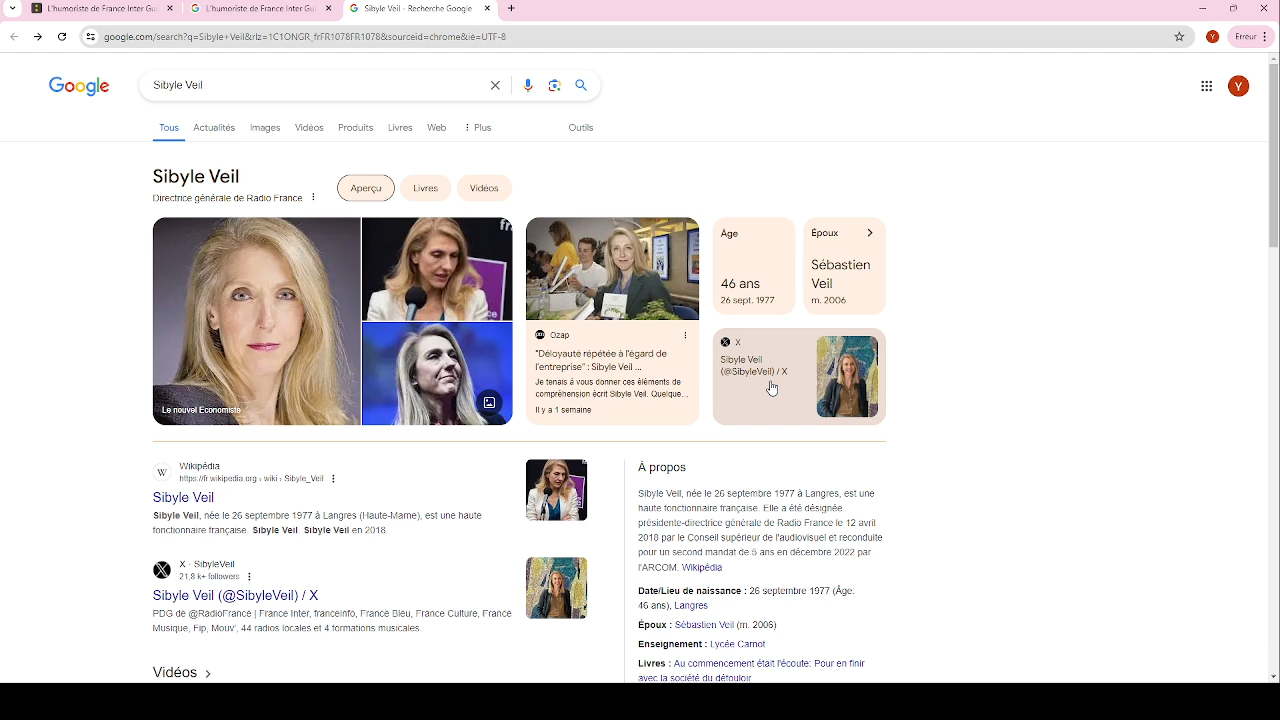 L'humoriste de France Inter Gui
L'humoriste de France Inter Gui
Sibyle Veil - Recherche Google
google.com/search?q=Sibyle+Veil&rlz=1C1ONGR_frFR1078FR1078&sourceid=chrome&ie=UTF-8
Y
Erreur
Google
Sibyle Veil
Y
Tous
Actualités
Images
Vidéos
Produits
Livres
Web
Plus
Outils
Sibyle Veil
Directrice générale de Radio France
Aperçu
Livres
Vidéos
Le nouvel Economiste
Ozap
"Déloyauté répétée à l'égard de
l'entreprise" : Sibyle Veil ...
Je tenais à vous donner ces éléments de
compréhension écrit Sibyle Veil. Quelque...
Il y a 1 semaine
Âge
46 ans
26 sept. 1977
Époux
Sébastien
Veil
m. 2006
X
Sibyle Veil
(@SibyleVeil) / X
W
Wikipédia
https://fr.wikipedia.org › wiki › Sibyle_Veil
Sibyle Veil
Sibyle Veil, née le 26 septembre 1977 à Langres (Haute-Marne), est une haute
fonctionnaire française. Sibyle Veil. Sibyle Veil en 2018.
X · SibyleVeil
21,8 k+ followers
Sibyle Veil (@SibyleVeil) / X
PDG de @RadioFrance | France Inter, franceinfo, France Bleu, France Culture, France
Musique, Fip, Mouv', 44 radios locales et 4 formations musicales.
Vidéos
À propos
Sibyle Veil, née le 26 septembre 1977 à Langres, est une
haute fonctionnaire française. Elle a été désignée
présidente-directrice générale de Radio France le 12 avril
2018 par le Conseil supérieur de l'audiovisuel et reconduite
pour un second mandat de 5 ans en décembre 2022 par
l'ARCOM. Wikipédia
Date/Lieu de naissance : 26 septembre 1977 (Âge:
46 ans), Langres
Époux : Sébastien Veil (m. 2006)
Enseignement : Lycée Carnot
Livres : Au commencement était l'écoute: Pour en finir
avec la société du défouloir